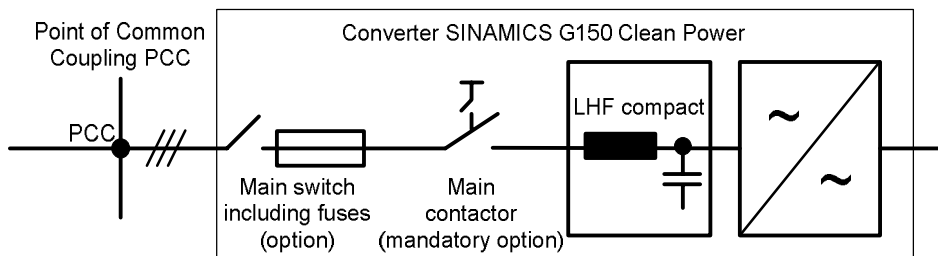 Point of Common
Coupling PCC
Converter SINAMICS G150 Clean Power
PCC
LHF compact
~
~
Main switch
including fuses
(option)
Main
contactor
(mandatory option)